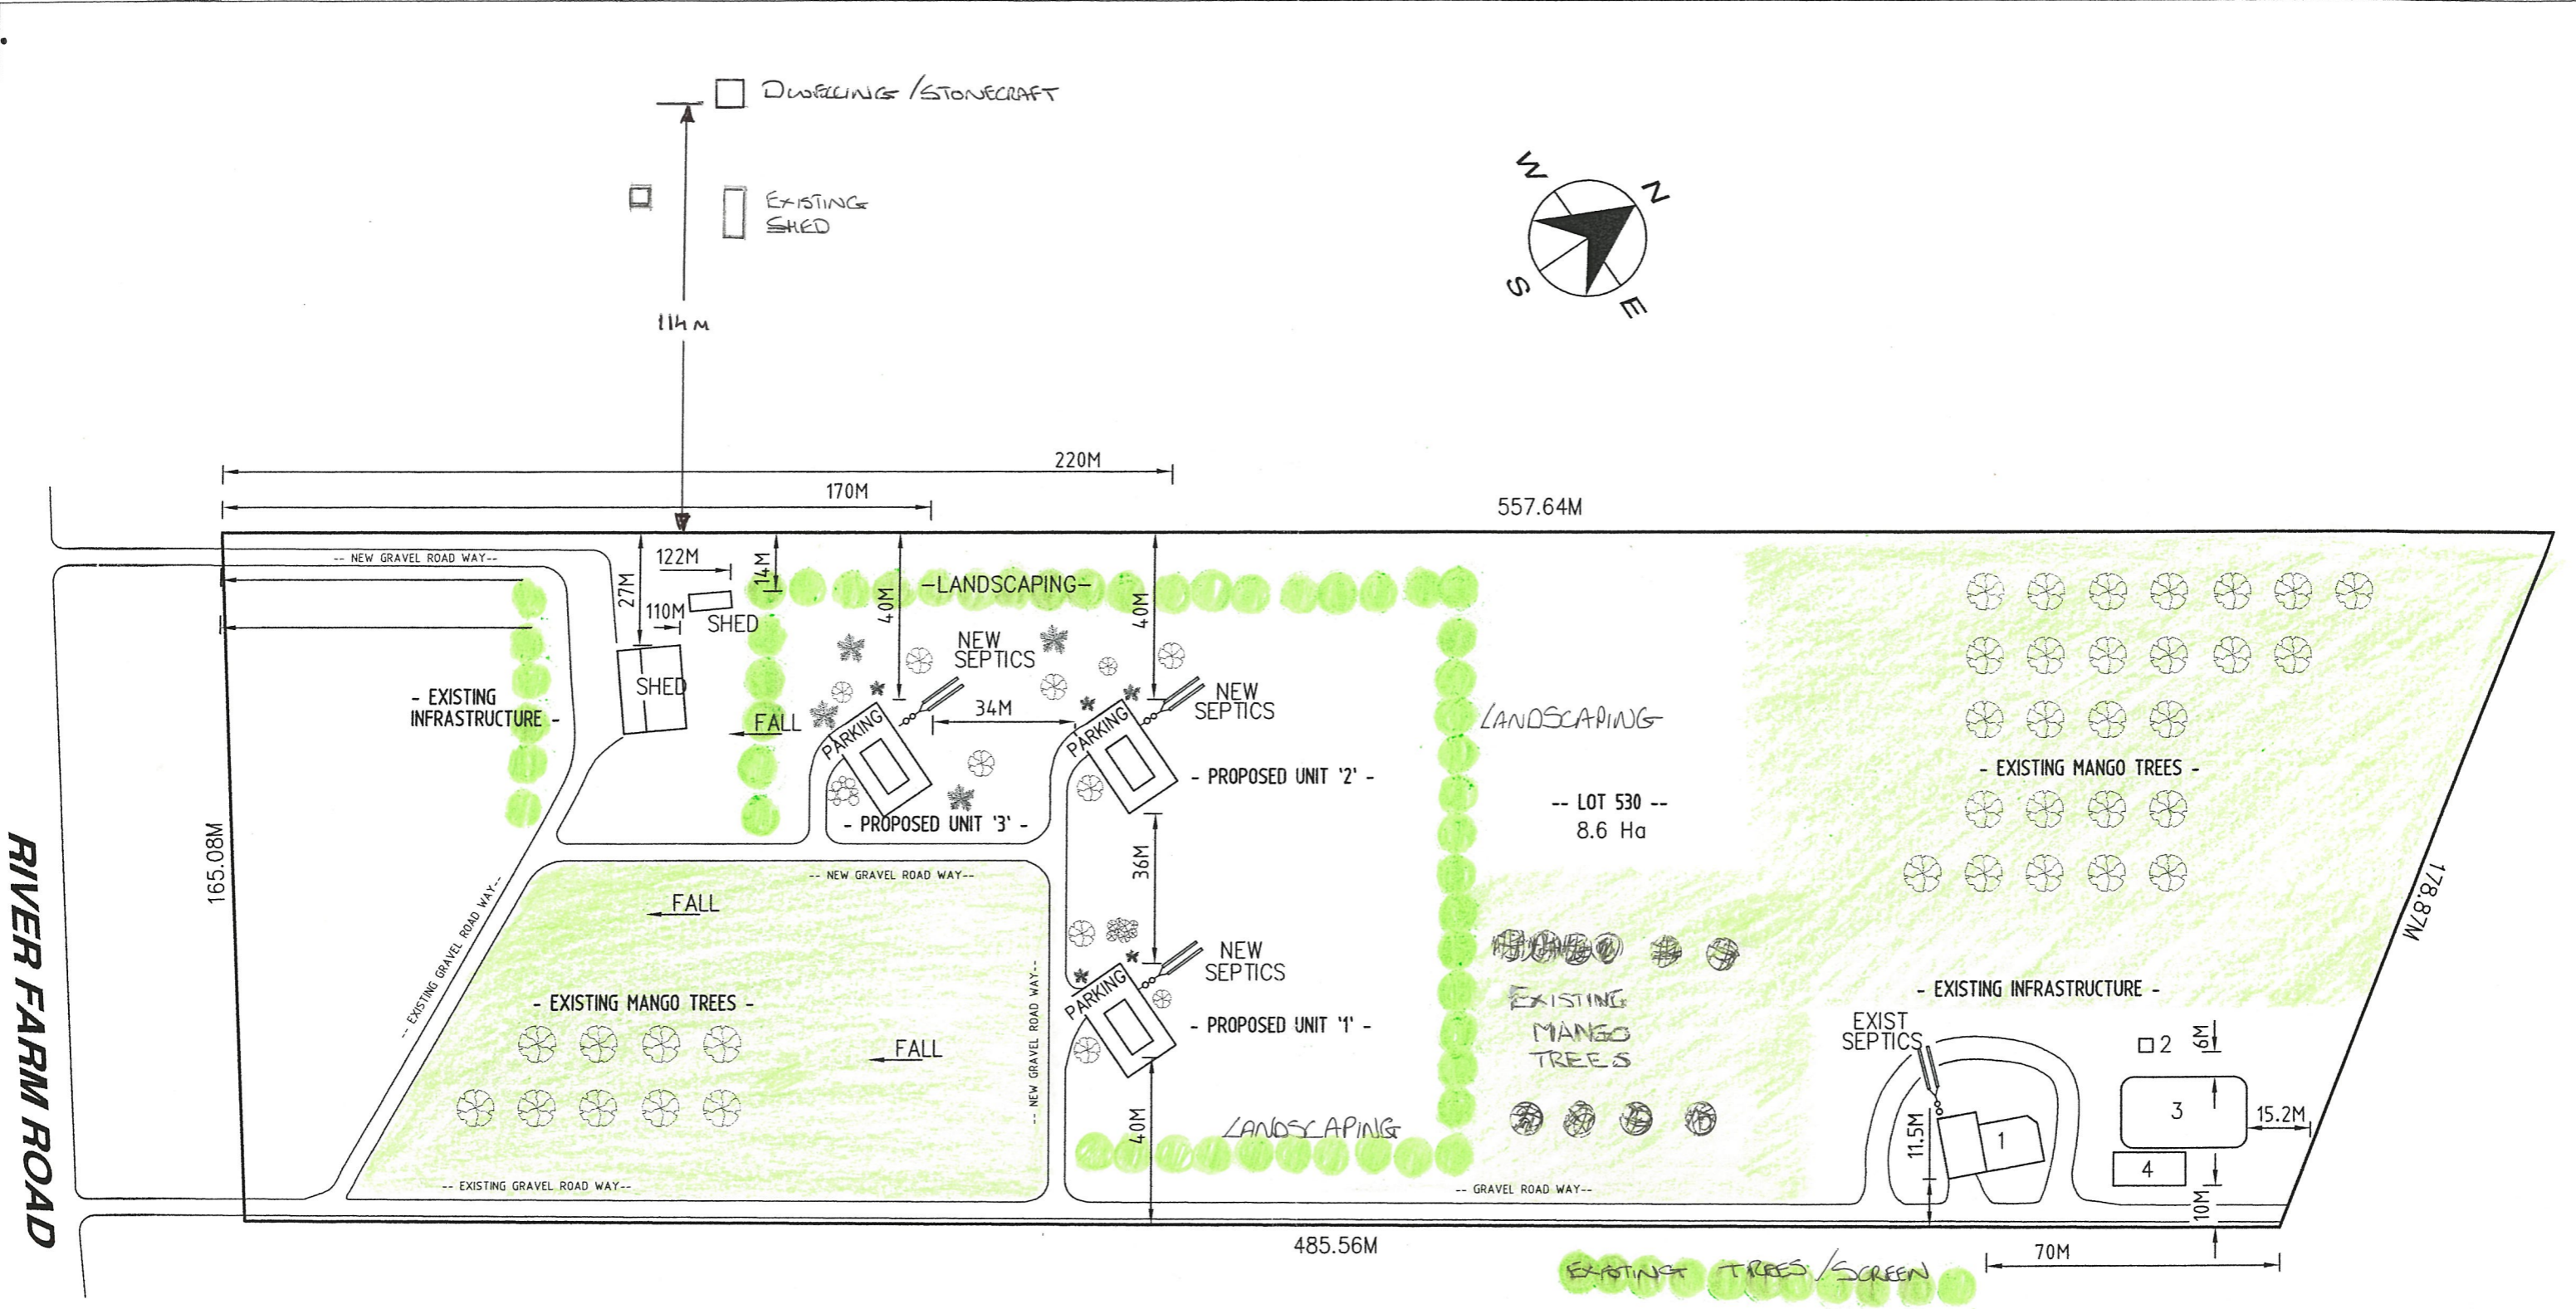 DWELLING / STONECRAFT
EXISTING
SHED
W
N
S
E
114 M
220M
170M
557.64M
-- NEW GRAVEL ROAD WAY--
122M
14M
27M
110M
SHED
SHED
-LANDSCAPING-
40M
40M
NEW
SEPTICS
NEW
SEPTICS
34M
- EXISTING
INFRASTRUCTURE -
FALL
PARKING
PARKING
- PROPOSED UNIT '2' -
- PROPOSED UNIT '3' -
LANDSCAPING
-- LOT 530 --
8.6 Ha
- EXISTING MANGO TREES -
165.08M
RIVER FARM ROAD
-- EXISTING GRAVEL ROAD WAY--
-- NEW GRAVEL ROAD WAY--
FALL
36M
178.87M
NEW
SEPTICS
PARKING
- PROPOSED UNIT '1' -
-- NEW GRAVEL ROAD WAY--
- EXISTING MANGO TREES -
FALL
EXISTING
MANGO
TREES
- EXISTING INFRASTRUCTURE -
EXIST
SEPTICS
2
6M
3
15.2M
1
4
11.5M
10M
40M
LANDSCAPING
-- EXISTING GRAVEL ROAD WAY--
-- GRAVEL ROAD WAY--
485.56M
70M
EXISTING TREES / SCREEN